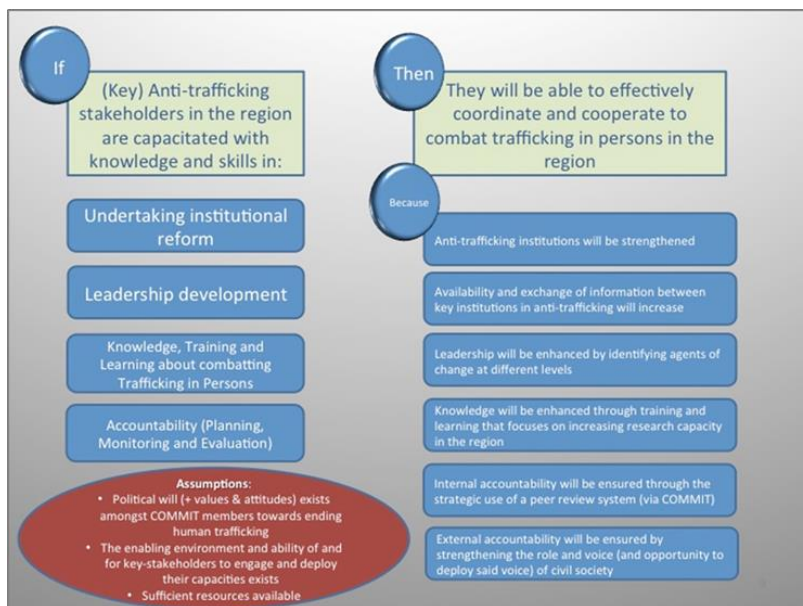 If
(Key) Anti-trafficking
stakeholders in the region
are capacitated with
knowledge and skills in:
Undertaking institutional
reform
Leadership development
Knowledge, Training and
Learning about combatting
Trafficking in Persons
Accountability (Planning,
Monitoring and Evaluation)
Assumptions:
• Political will (+ values & attitudes) exists
amongst COMMIT members towards ending
human trafficking
• The enabling environment and ability of and
for key-stakeholders to engage and deploy
their capacities exists
• Sufficient resources available
Then
They will be able to effectively
coordinate and cooperate to
combat trafficking in persons in the
region
Because
Anti-trafficking institutions will be strengthened
Availability and exchange of information between
key institutions in anti-trafficking will increase
Leadership will be enhanced by identifying agents of
change at different levels
Knowledge will be enhanced through training and
learning that focuses on increasing research capacity
in the region
Internal accountability will be ensured through the
strategic use of a peer review system (via COMMIT)
External accountability will be ensured by
strengthening the role and voice (and opportunity to
deploy said voice) of civil society